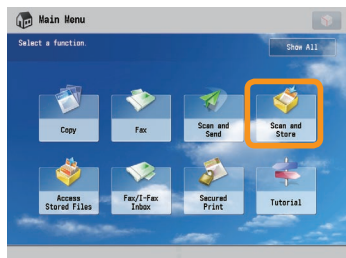 Main Menu
Select a function.
Show All
Copy
Fax
Scan and
Send
Scan and
Store
Access
Stored Files
Fax/I-Fax
Inbox
Secured
Print
Tutorial